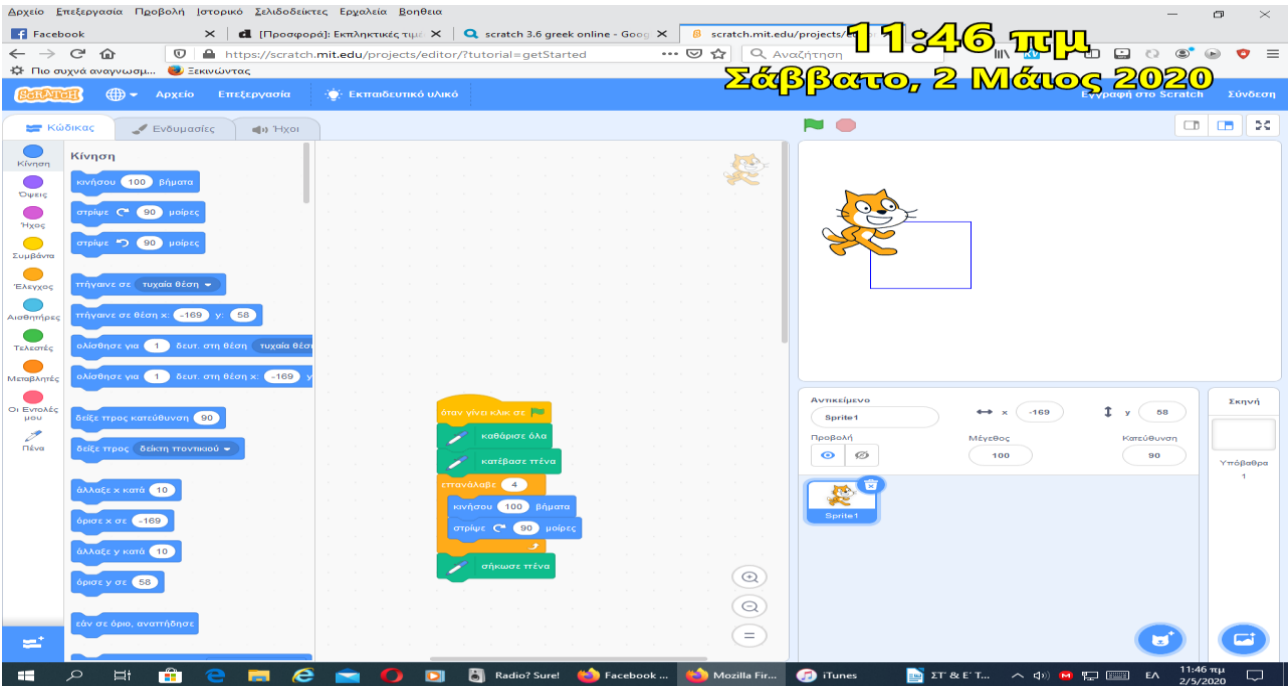 Αρχείο Επεξεργασία Προβολή Ιστορικό Σελιδοδείκτες Εργαλεία Βοήθεια
Facebook
[Προσφορά]: Εκπληκτικές τιμέ
scratch 3.6 greek online - Goog
scratch.mit.edu/projects/editor
11:46 πμ
https://scratch.mit.edu/projects/editor/?tutorial=getStarted
Αναζήτηση
Πιο συχνά αναγνωσμ...
Ξεκινώντας
Σάββατο, 2 Μάιος 2020
SCRATCH
Αρχείο
Επεξεργασία
Εκπαιδευτικό υλικό
Εγγραφή στο Scratch
Σύνδεση
Κώδικας
Ενδυμασίες
Ήχοι
Κίνηση
Όψεις
Ήχος
Συμβάντα
Έλεγχος
Αισθητήρες
Τελεστές
Μεταβλητές
Οι Εντολές μου
Πένα
Κίνηση
κινήσου 100 βήματα
στρίψε 90 μοίρες
στρίψε 90 μοίρες
πήγαινε σε τυχαία θέση
πήγαινε σε θέση x: -169 y: 58
ολίσθησε για 1 δευτ. στη θέση τυχαία θέσ
ολίσθησε για 1 δευτ. στη θέση x: -169 y
δείξε προς κατεύθυνση 90
δείξε προς δείκτη ποντικιού
άλλαξε x κατά 10
όρισε x σε -169
άλλαξε y κατά 10
όρισε y σε 58
εάν σε όριο, αναπήδησε
όταν γίνει κλικ σε
καθάρισε όλα
κατέβασε πένα
επανάλαβε 4
κινήσου 100 βήματα
στρίψε 90 μοίρες
σήκωσε πένα
Αντικείμενο
Sprite1
x -169
y 58
Προβολή
Μέγεθος
100
Κατεύθυνση
90
Sprite1
Σκηνή
Υπόβαθρα
1
Radio? Sure!
Facebook ...
Mozilla Fir...
iTunes
ΣΤ' & Ε' Τ...
ΕΛ
11:46 πμ
2/5/2020